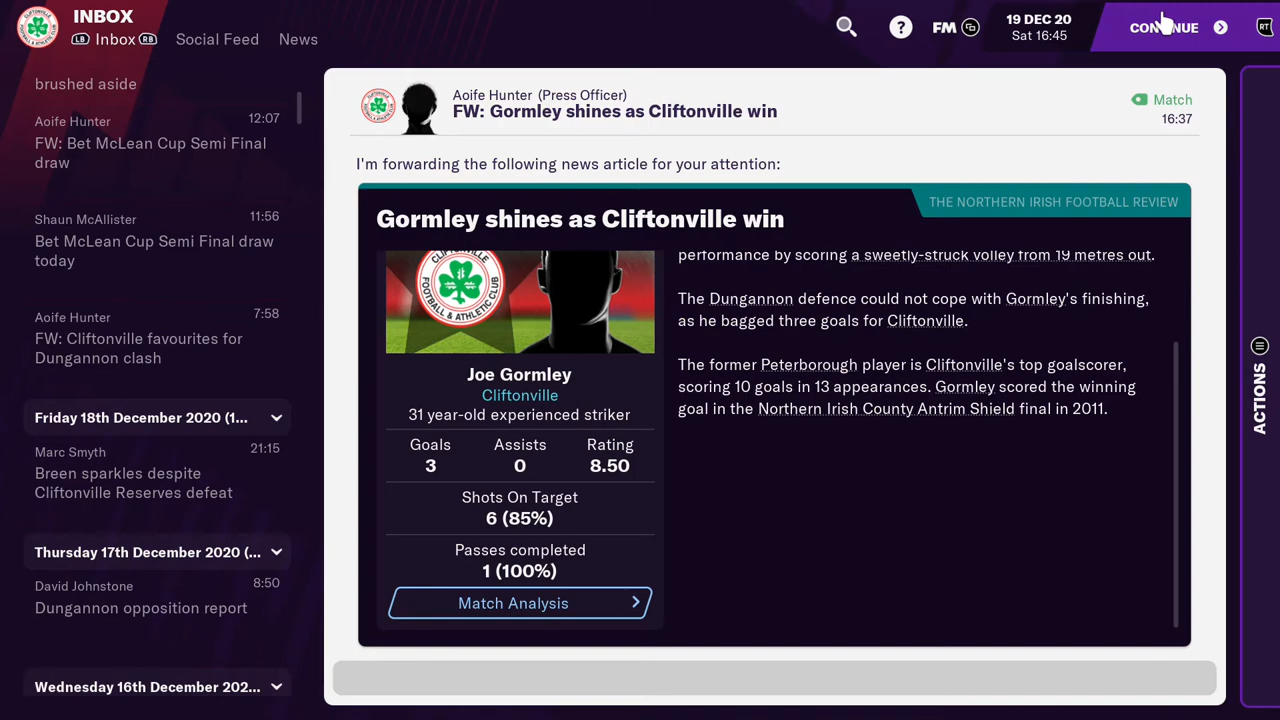 INBOX
LB Inbox RB Social Feed News
? FM 19 DEC 20
Sat 16:45
CONTINUE RT
brushed aside
Aoife Hunter 12:07
FW: Bet McLean Cup Semi Final
draw
Shaun McAllister 11:56
Bet McLean Cup Semi Final draw
today
Aoife Hunter 7:58
FW: Cliftonville favourites for
Dungannon clash
Friday 18th December 2020 (1...
Marc Smyth 21:15
Breen sparkles despite
Cliftonville Reserves defeat
Thursday 17th December 2020 (...
David Johnstone 8:50
Dungannon opposition report
Wednesday 16th December 202...
Aoife Hunter (Press Officer)
FW: Gormley shines as Cliftonville win
Match
16:37
I'm forwarding the following news article for your attention:
THE NORTHERN IRISH FOOTBALL REVIEW
Gormley shines as Cliftonville win
CLIFTONVILLE
FOOTBALL & ATHLETIC CLUB
Joe Gormley
Cliftonville
31 year-old experienced striker
Goals Assists Rating
3 0 8.50
Shots On Target
6 (85%)
Passes completed
1 (100%)
Match Analysis
performance by scoring a sweetly-struck volley from 19 metres out.
The Dungannon defence could not cope with Gormley's finishing,
as he bagged three goals for Cliftonville.
The former Peterborough player is Cliftonville's top goalscorer,
scoring 10 goals in 13 appearances. Gormley scored the winning
goal in the Northern Irish County Antrim Shield final in 2011.
ACTIONS